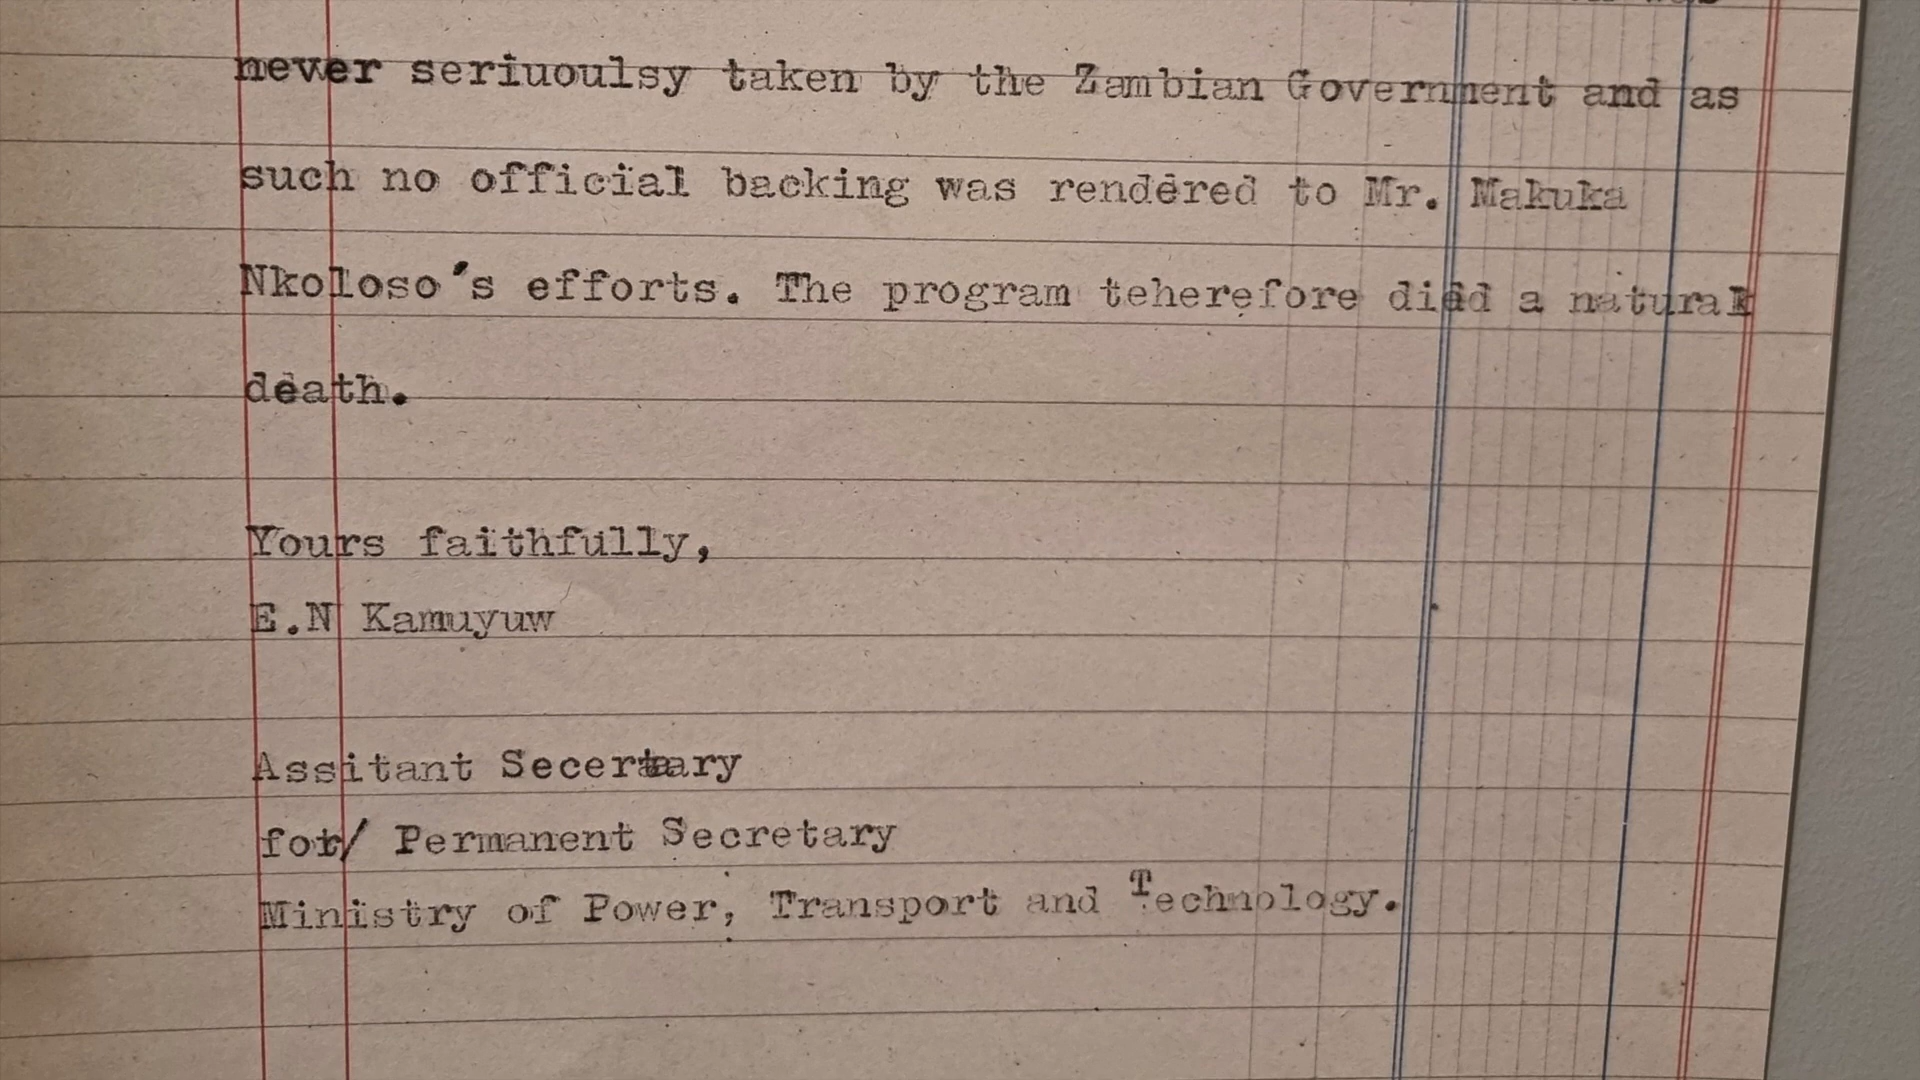 never seriuoulsy taken by the Zambian Government and as
such no official backing was rendered to Mr. Makuka
Nkoloso's efforts. The program teherefore died a natural
death.
Yours faithfully,
E.N Kamuyuw
Assitant Secertary
for/ Permanent Secretary
Ministry of Power, Transport and Technology.